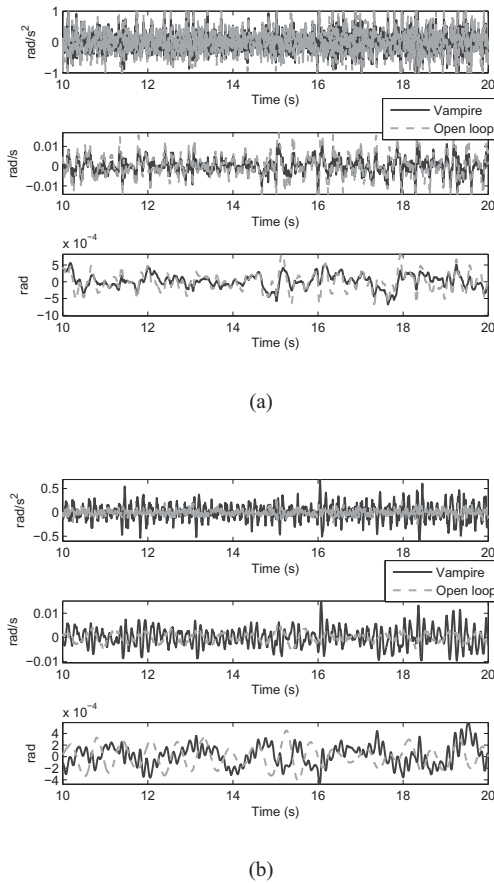 rad/s²
1
0
−1
10 12 14 16 18 20
Time (s)
Vampire
Open loop
rad/s
0.01
0
−0.01
10 12 14 16 18 20
Time (s)
x 10⁻⁴
rad
5
0
−5
−10
10 12 14 16 18 20
Time (s)
(a)
rad/s²
0.5
0
−0.5
10 12 14 16 18 20
Time (s)
Vampire
Open loop
rad/s
0.01
0
−0.01
10 12 14 16 18 20
Time (s)
x 10⁻⁴
rad
4
2
0
−2
−4
10 12 14 16 18 20
Time (s)
(b)